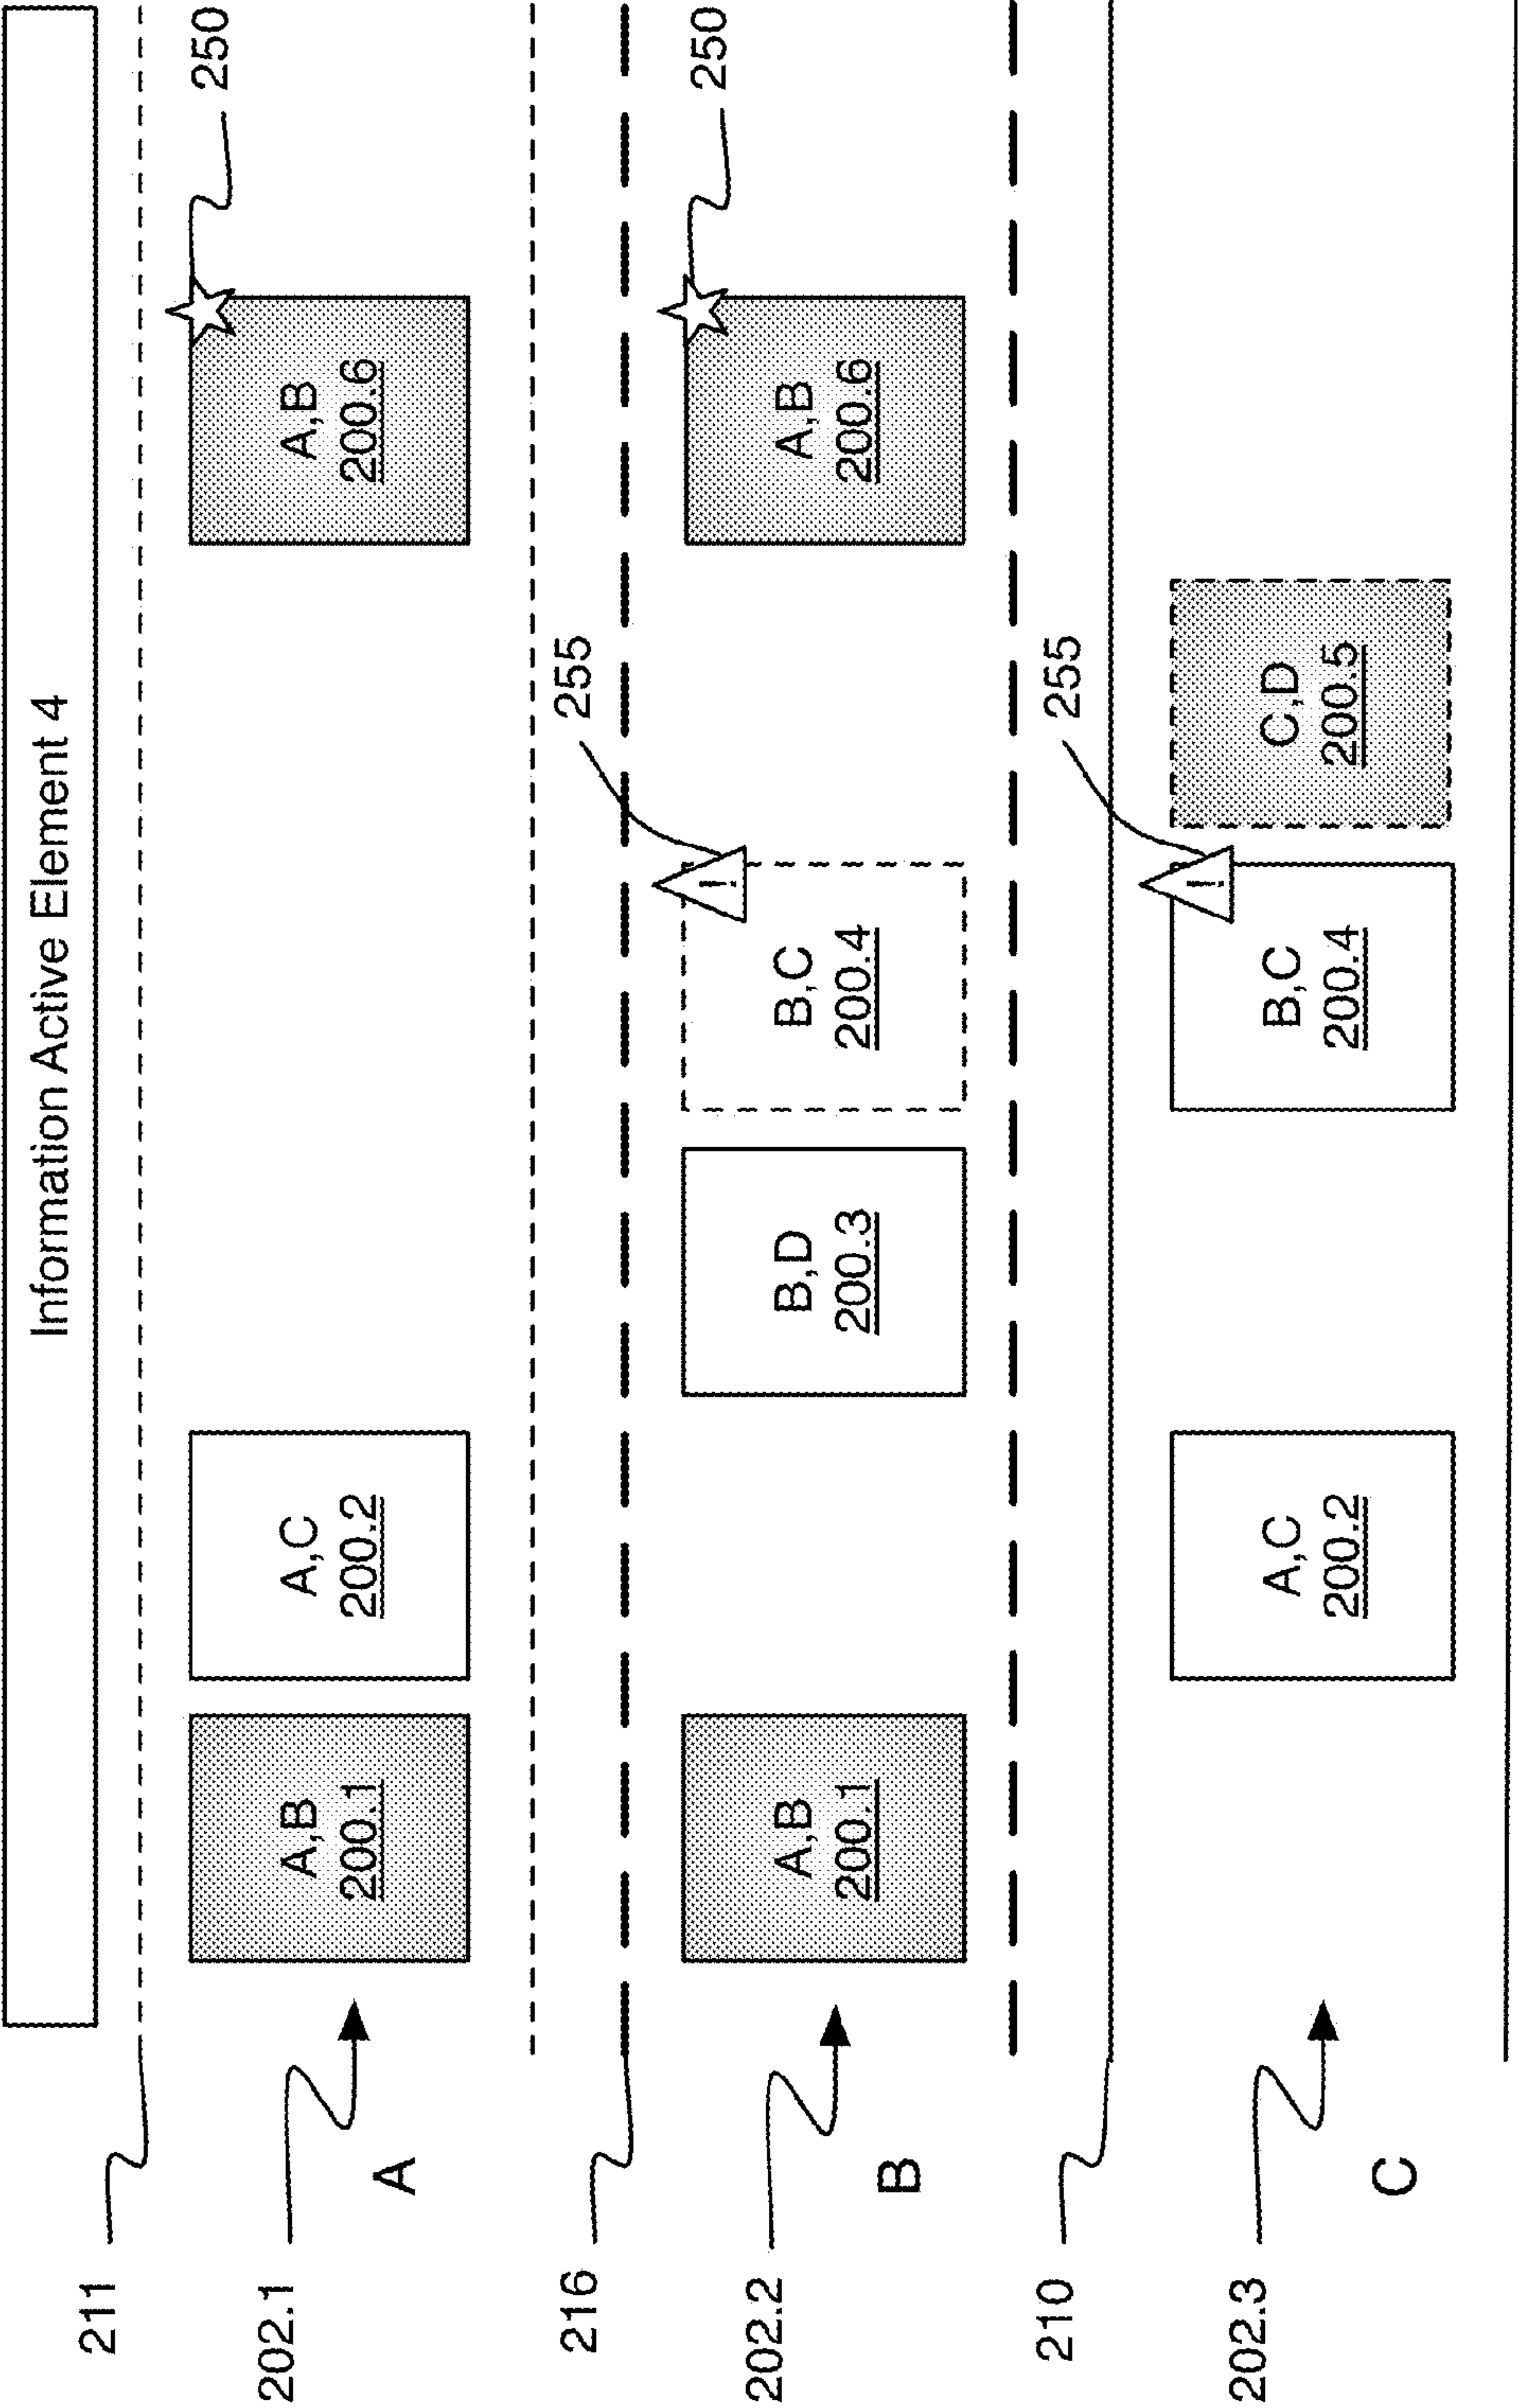 Information Active Element 4
211
250
202.1
A
A,B
200.1
A,C
200.2
A,B
200.6
216
255
250
202.2
B
A,B
200.1
B,D
200.3
!
B,C
200.4
A,B
200.6
210
255
202.3
C
A,C
200.2
!
B,C
200.4
C,D
200.5